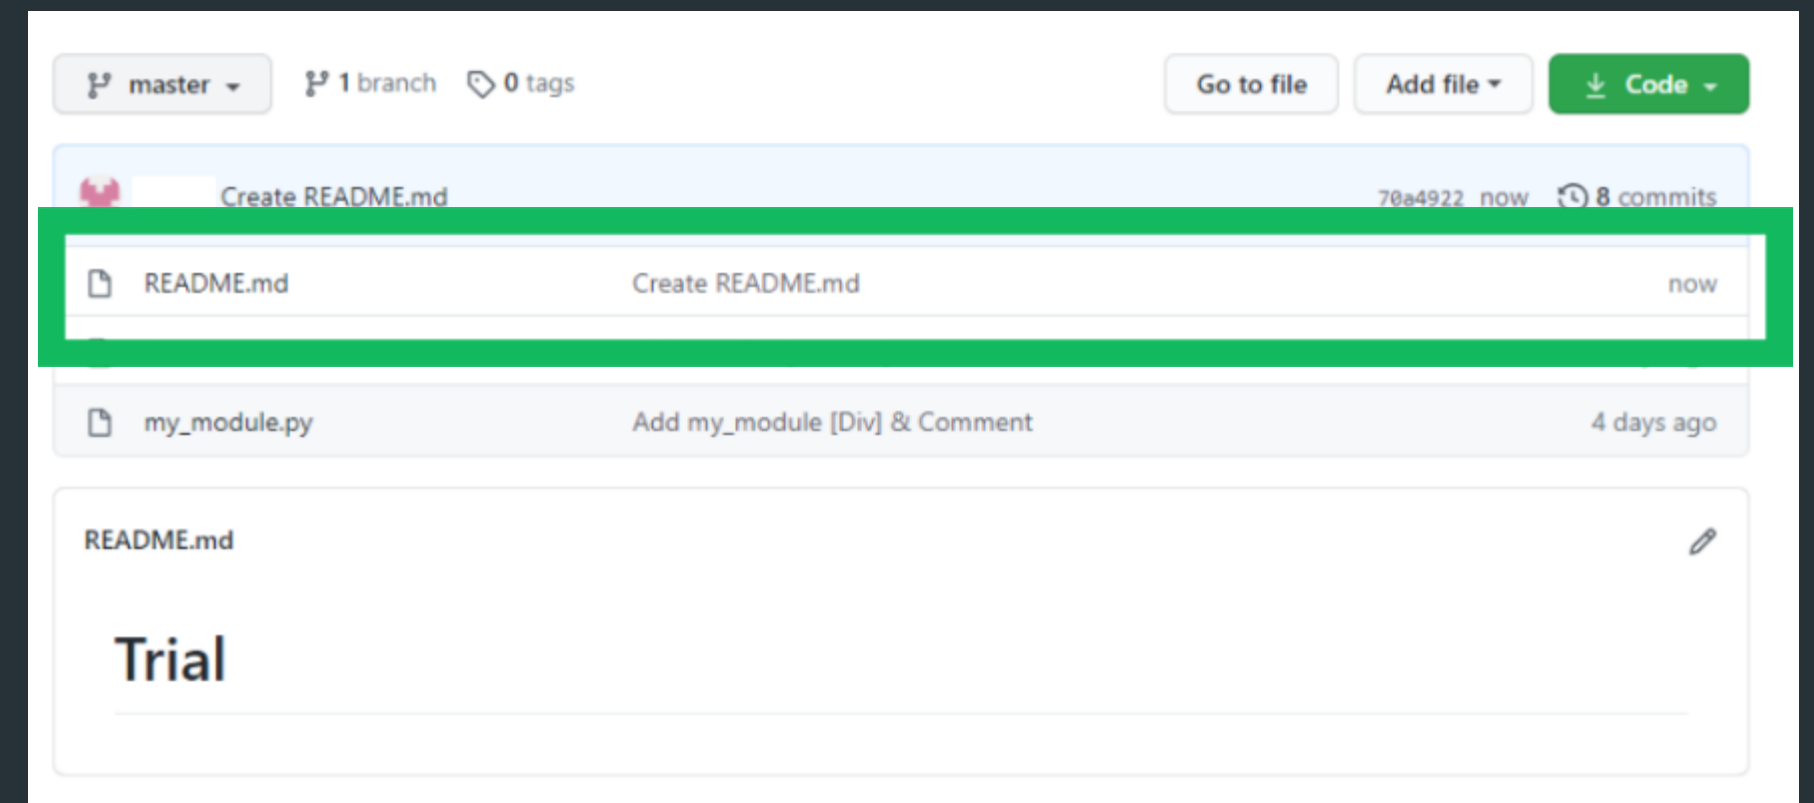 master 1 branch 0 tags Go to file Add file Code
Create README.md 70a4922 now 8 commits
README.md Create README.md now
my_module.py Add my_module [Div] & Comment 4 days ago
README.md
Trial